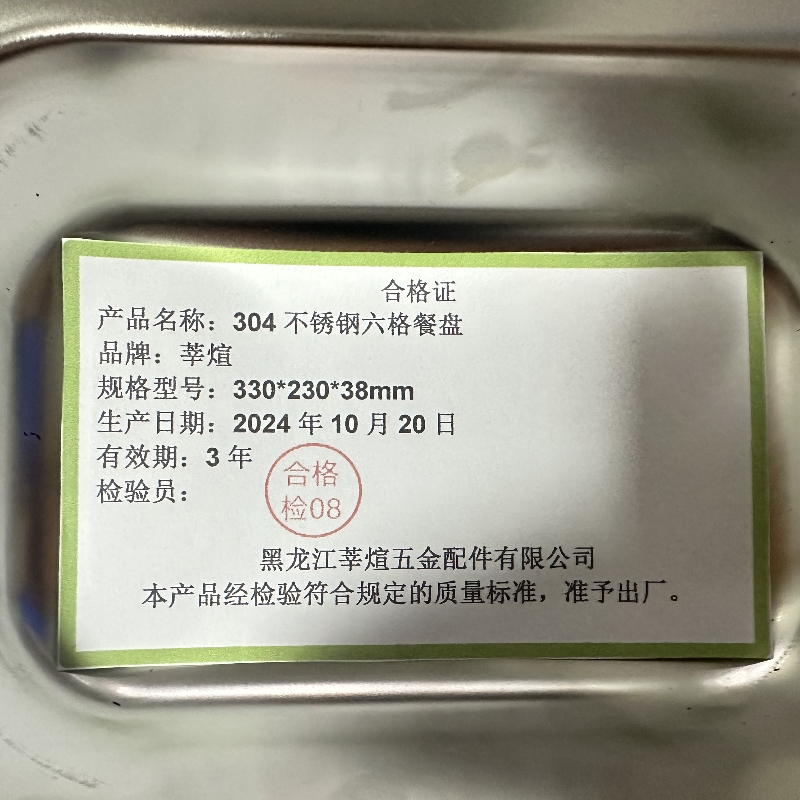 合格证
产品名称：304 不锈钢六格餐盘
品牌：莘煊
规格型号：330*230*38mm
生产日期：2024 年 10 月 20 日
有效期：3 年
检验员：
合格
检08
黑龙江莘煊五金配件有限公司
本产品经检验符合规定的质量标准，准予出厂。